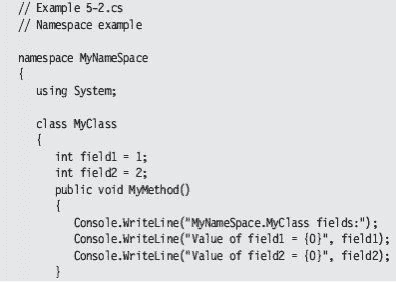 // Example 5-2.cs
// Namespace example
namespace MyNameSpace
{
using System;
class MyClass
{
int field1 = 1;
int field2 = 2;
public void MyMethod()
{
Console.WriteLine("MyNameSpace.MyClass fields:");
Console.WriteLine("Value of field1 = {0}", field1);
Console.WriteLine("Value of field2 = {0}", field2);
}